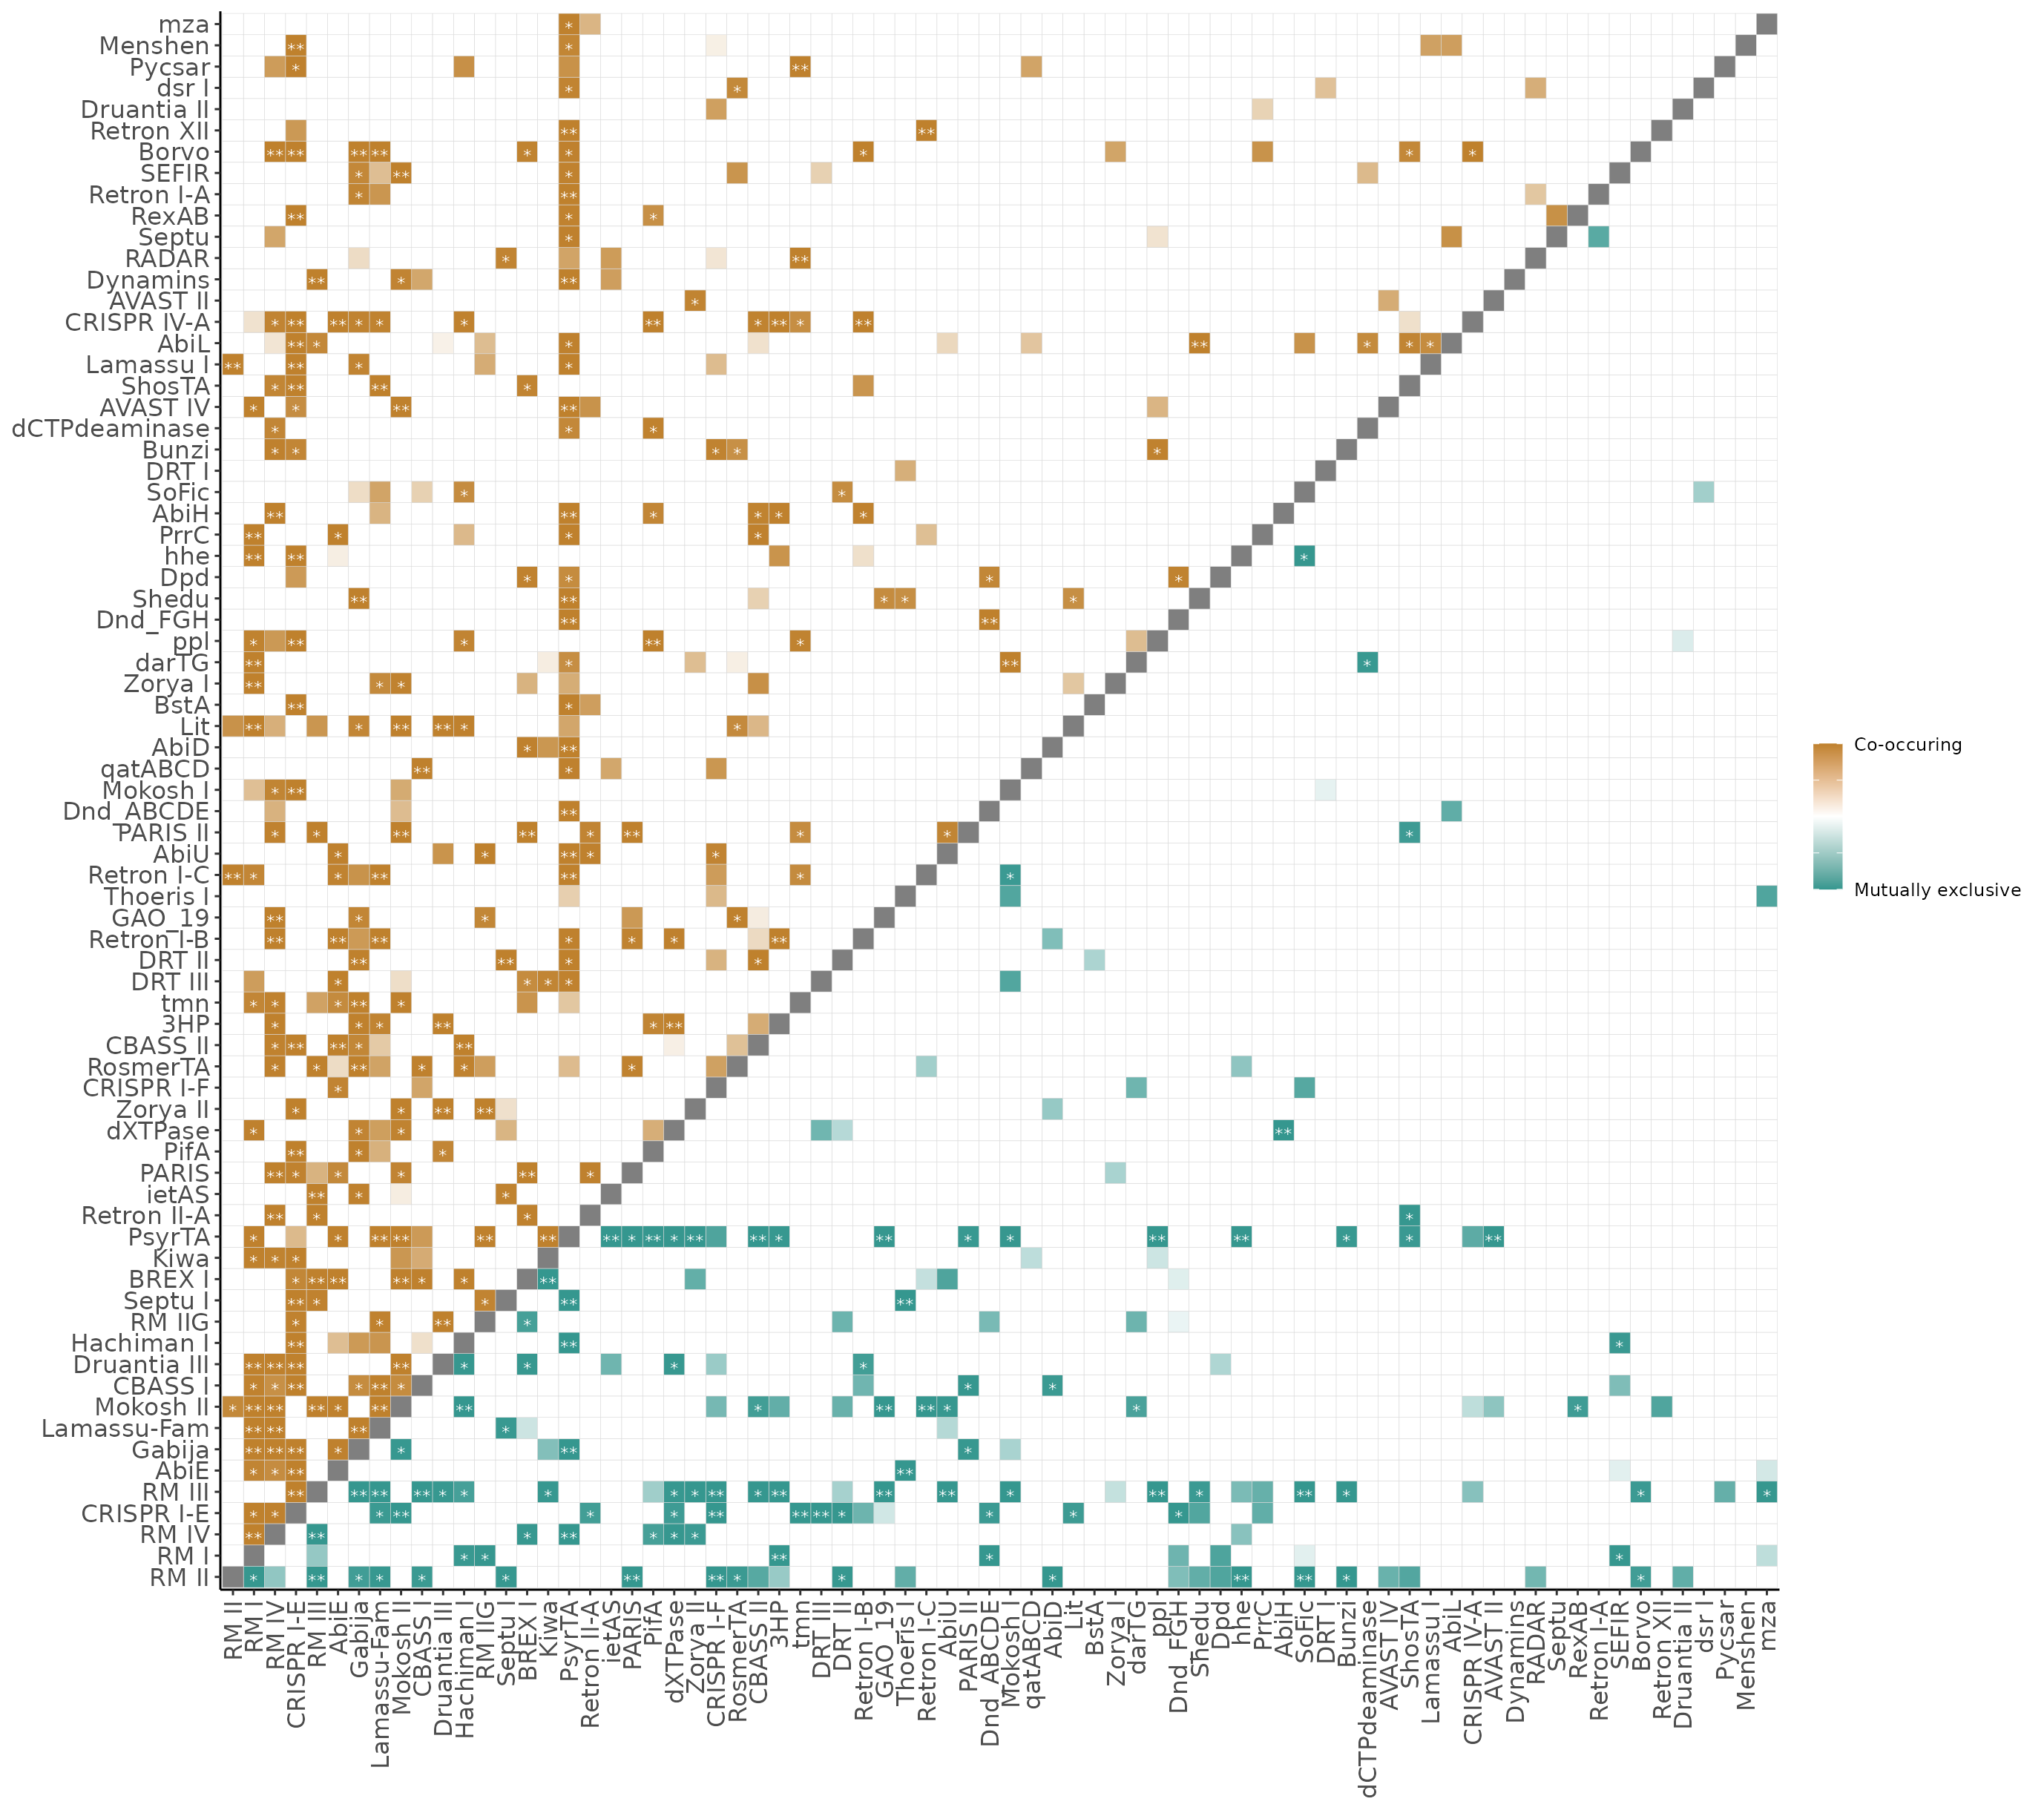 mza
Menshen
Pycsar
dsr I
Druantia II
Retron XII
Borvo
SEFIR
Retron I-A
RexAB
Septu
RADAR
Dynamins
AVAST II
CRISPR IV-A
AbiL
Lamassu I
ShosTA
AVAST IV
dCTPdeaminase
Bunzi
DRT I
SoFic
AbiH
PrrC
hhe
Dpd
Shedu
Dnd_FGH
ppl
darTG
Zorya I
BstA
Lit
AbiD
qatABCD
Mokosh I
Dnd_ABCDE
PARIS II
AbiU
Retron I-C
Thoeris I
GAO_19
Retron I-B
DRT II
DRT III
tmn
3HP
CBASS II
RosmerTA
CRISPR I-F
Zorya II
dXTPase
PifA
PARIS
ietAS
Retron II-A
PsyrTA
Kiwa
BREX I
Septu I
RM IIG
Hachiman I
Druantia III
CBASS I
Mokosh II
Lamassu-Fam
Gabija
AbiE
RM III
CRISPR I-E
RM IV
RM I
RM II
Co-occuring
Mutually exclusive
RM II
RM I
RM IV
CRISPR I-E
RM III
AbiE
Gabija
Lamassu-Fam
Mokosh II
CBASS I
Druantia III
Hachiman I
RM IIG
Septu I
BREX I
Kiwa
PsyrTA
Retron II-A
ietAS
PARIS
PifA
dXTPase
Zorya II
CRISPR I-F
RosmerTA
CBASS II
3HP
tmn
DRT III
DRT II
Retron I-B
GAO_19
Thoeris I
Retron I-C
AbiU
PARIS II
Dnd_ABCDE
Mokosh I
qatABCD
AbiD
Lit
BstA
Zorya I
darTG
ppl
Dnd_FGH
Shedu
Dpd
hhe
PrrC
AbiH
SoFic
DRT I
Bunzi
dCTPdeaminase
AVAST IV
ShosTA
Lamassu I
AbiL
CRISPR IV-A
AVAST II
Dynamins
RADAR
Septu
RexAB
Retron I-A
SEFIR
Borvo
Retron XII
Druantia II
dsr I
Pycsar
Menshen
mza